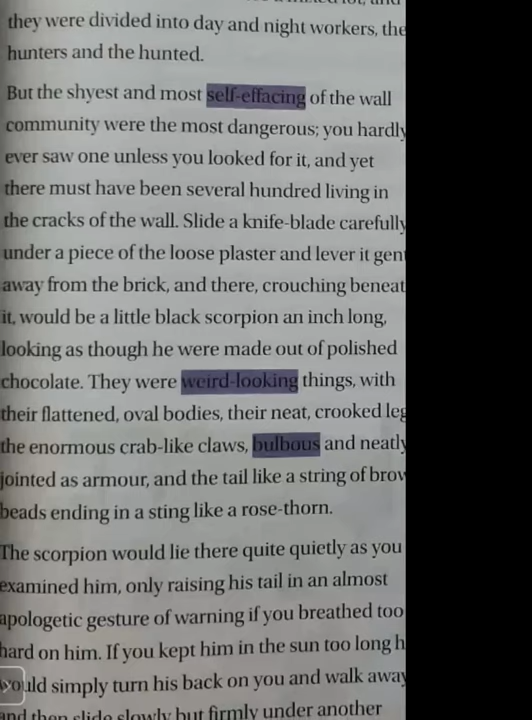 they were divided into day and night workers, the
hunters and the hunted.
But the shyest and most self-effacing of the wall
community were the most dangerous; you hardly
ever saw one unless you looked for it, and yet
there must have been several hundred living in
the cracks of the wall. Slide a knife-blade carefully
under a piece of the loose plaster and lever it gen
away from the brick, and there, crouching beneat
it, would be a little black scorpion an inch long,
looking as though he were made out of polished
chocolate. They were weird-looking things, with
their flattened, oval bodies, their neat, crooked leg
the enormous crab-like claws, bulbous and neatly
jointed as armour, and the tail like a string of brow
beads ending in a sting like a rose-thorn.
The scorpion would lie there quite quietly as you
examined him, only raising his tail in an almost
apologetic gesture of warning if you breathed too
hard on him. If you kept him in the sun too long h
would simply turn his back on you and walk away
and then slide slowly but firmly under another